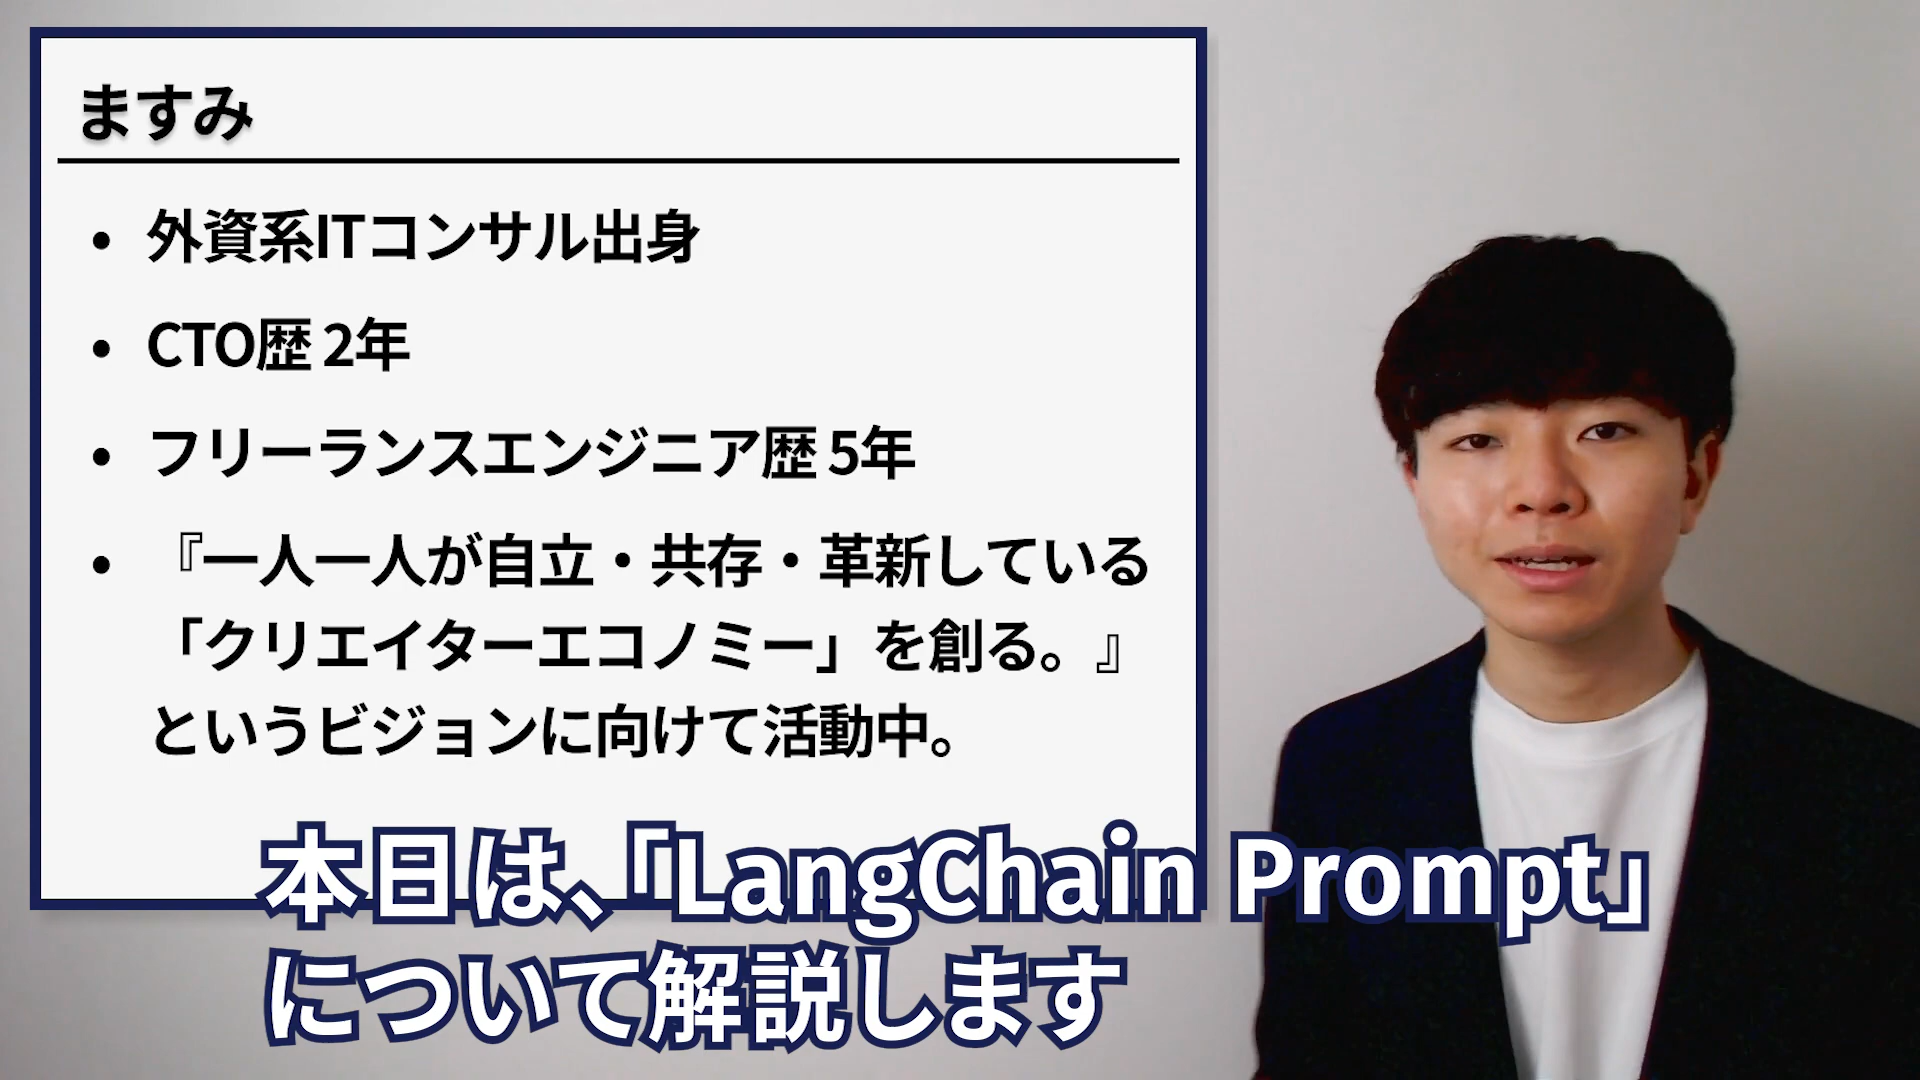 ますみ
• 外資系ITコンサル出身
• CTO歴 2年
• フリーランスエンジニア歴 5年
• 『一人一人が自立・共存・革新している
「クリエイターエコノミー」を創る。』
というビジョンに向けて活動中。
本日は、「LangChain Prompt」
について解説します